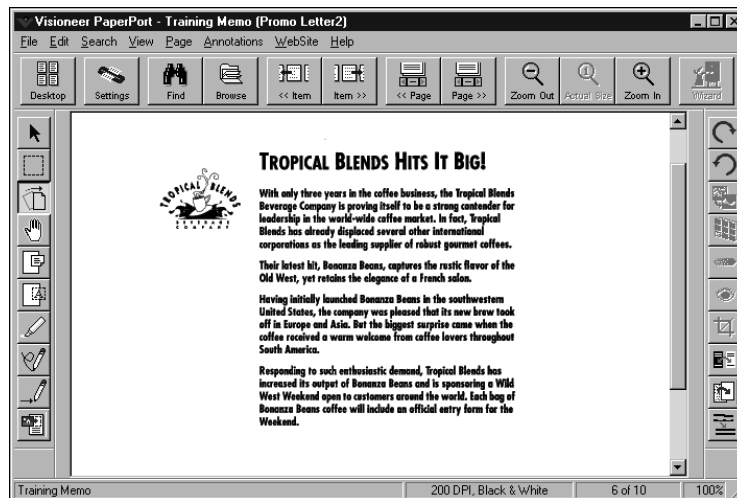 Visioneer PaperPort - Training Memo (Promo Letter2)
File Edit Search View Page Annotations WebSite Help
Desktop Settings Find Browse << Item Item >> << Page Page >> Zoom Out Actual Size Zoom In Wizard
TROPICAL BLENDS HITS IT BIG!
TROPICAL BLENDS
BEVERAGE
COMPANY
With only three years in the coffee business, the Tropical Blends
Beverage Company is proving itself to be a strong contender for
leadership in the world-wide coffee market. In fact, Tropical
Blends has already displaced several other international
corporations as the leading supplier of robust gourmet coffees.
Their latest hit, Bonanza Beans, captures the rustic flavor of the
Old West, yet retains the elegance of a French salon.
Having initially launched Bonanza Beans in the southwestern
United States, the company was pleased that its new brew took
off in Europe and Asia. But the biggest surprise came when the
coffee received a warm welcome from coffee lovers throughout
South America.
Responding to such enthusiastic demand, Tropical Blends has
increased its output of Bonanza Beans and is sponsoring a Wild
West Weekend open to customers around the world. Each bag of
Bonanza Beans coffee will include an official entry form for the
Weekend.
Training Memo 200 DPI, Black & White 6 of 10 100%